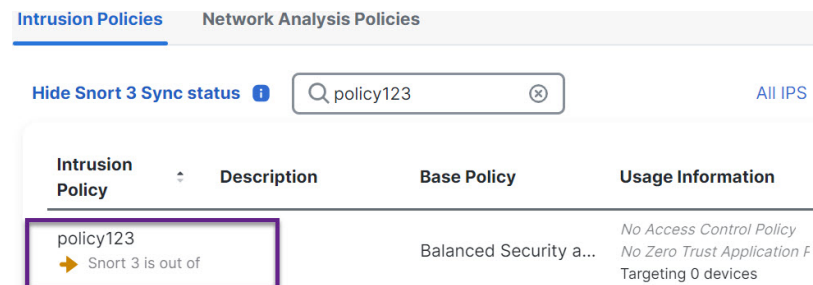 Intrusion Policies Network Analysis Policies
Hide Snort 3 Sync status i policy123 All IPS
Intrusion Policy Description Base Policy Usage Information
policy123
Snort 3 is out of
Balanced Security a...
No Access Control Policy
No Zero Trust Application
Targeting 0 devices